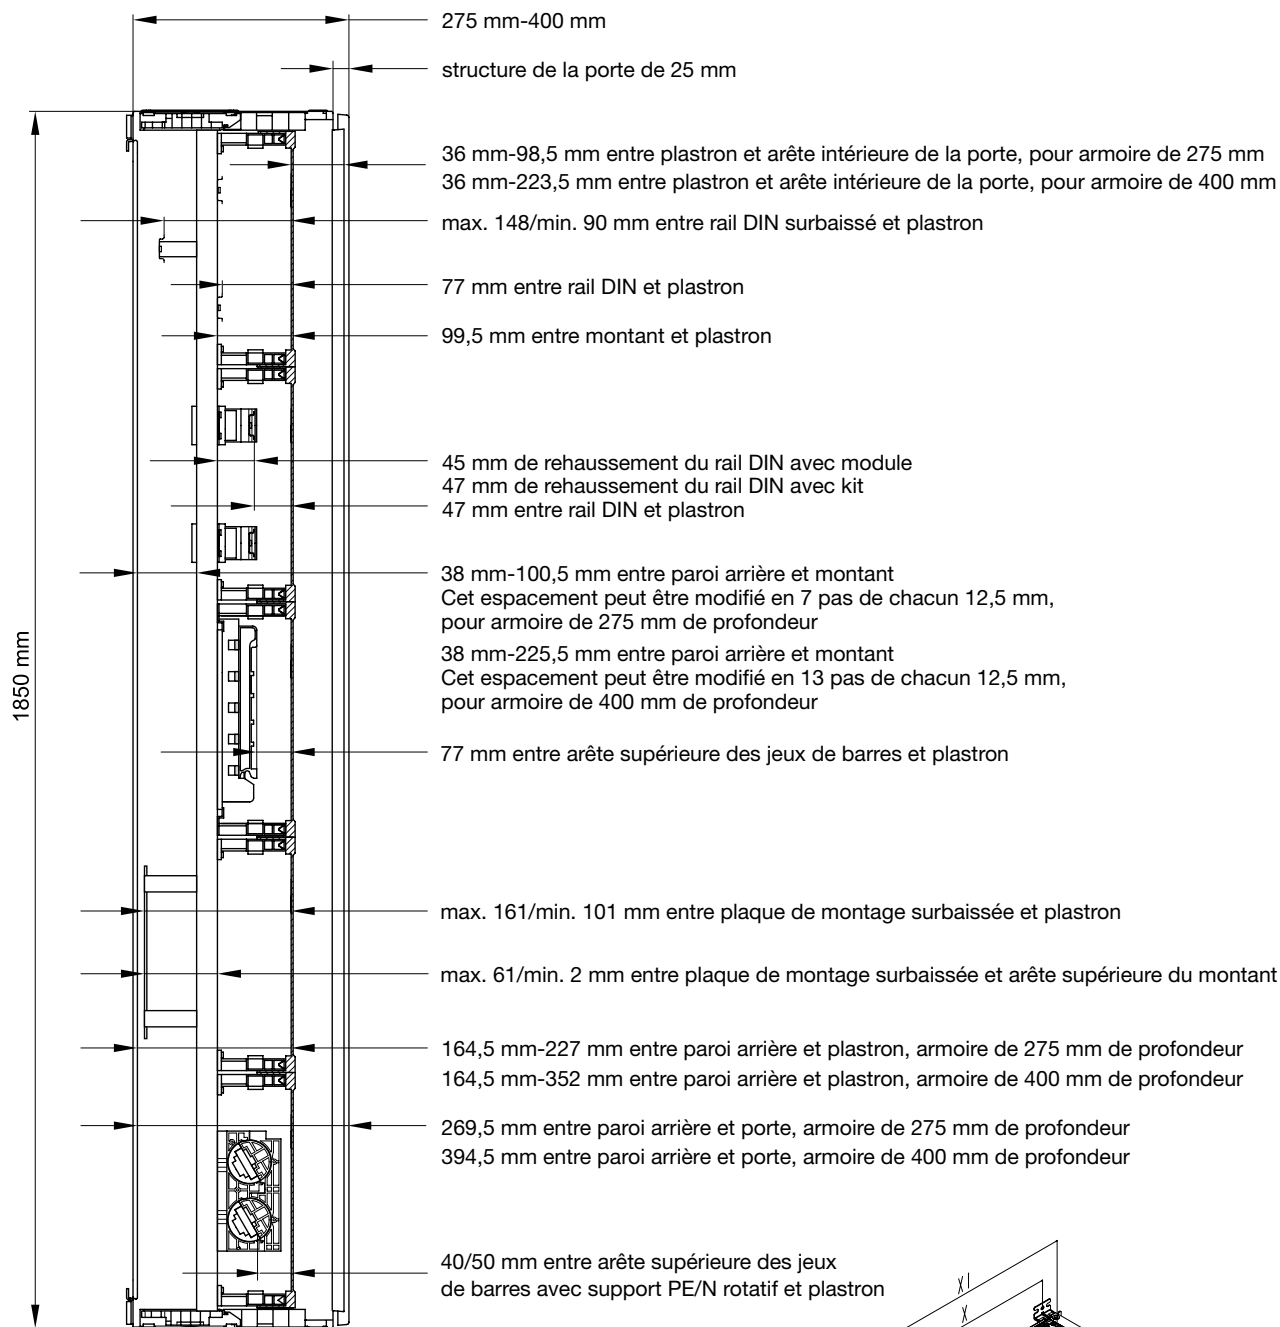 275 mm-400 mm
structure de la porte de 25 mm
36 mm-98,5 mm entre plastron et arête intérieure de la porte, pour armoire de 275 mm
36 mm-223,5 mm entre plastron et arête intérieure de la porte, pour armoire de 400 mm
max. 148/min. 90 mm entre rail DIN surbaissé et plastron
77 mm entre rail DIN et plastron
99,5 mm entre montant et plastron
45 mm de rehaussement du rail DIN avec module
47 mm de rehaussement du rail DIN avec kit
47 mm entre rail DIN et plastron
38 mm-100,5 mm entre paroi arrière et montant
Cet espacement peut être modifié en 7 pas de chacun 12,5 mm,
pour armoire de 275 mm de profondeur
38 mm-225,5 mm entre paroi arrière et montant
Cet espacement peut être modifié en 13 pas de chacun 12,5 mm,
pour armoire de 400 mm de profondeur
1850 mm
77 mm entre arête supérieure des jeux de barres et plastron
max. 161/min. 101 mm entre plaque de montage surbaissée et plastron
max. 61/min. 2 mm entre plaque de montage surbaissée et arête supérieure du montant
164,5 mm-227 mm entre paroi arrière et plastron, armoire de 275 mm de profondeur
164,5 mm-352 mm entre paroi arrière et plastron, armoire de 400 mm de profondeur
269,5 mm entre paroi arrière et porte, armoire de 275 mm de profondeur
394,5 mm entre paroi arrière et porte, armoire de 400 mm de profondeur
40/50 mm entre arête supérieure des jeux
de barres avec support PE/N rotatif et plastron
X1
X